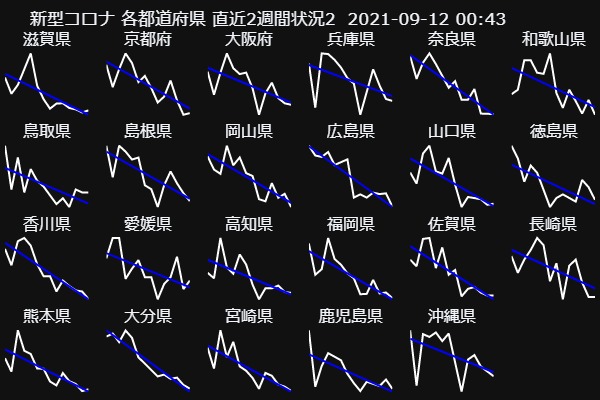 新型コロナ 各都道府県 直近2週間状況2 2021-09-12 00:43
滋賀県 京都府 大阪府 兵庫県 奈良県 和歌山県
鳥取県 島根県 岡山県 広島県 山口県 徳島県
香川県 愛媛県 高知県 福岡県 佐賀県 長崎県
熊本県 大分県 宮崎県 鹿児島県 沖縄県